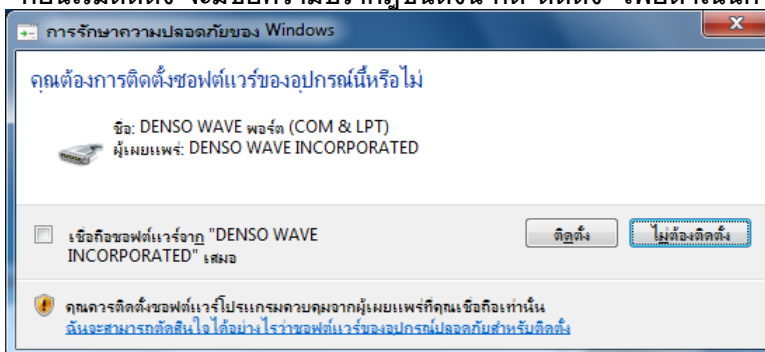 การรักษาความปลอดภัยของ Windows
คุณต้องการติดตั้งซอฟต์แวร์ของอุปกรณ์นี้หรือไม่
ชื่อ: DENSO WAVE พอร์ต (COM & LPT)
ผู้เผยแพร่: DENSO WAVE INCORPORATED
เชื่อถือซอฟต์แวร์จาก "DENSO WAVE
INCORPORATED" เสมอ
ติดตั้ง
ไม่ต้องติดตั้ง
คุณควรติดตั้งซอฟต์แวร์โปรแกรมควบคุมจากผู้เผยแพร่ที่คุณเชื่อถือเท่านั้น
ฉันจะสามารถตัดสินใจได้อย่างไรว่าซอฟต์แวร์ของอุปกรณ์ปลอดภัยสำหรับติดตั้ง